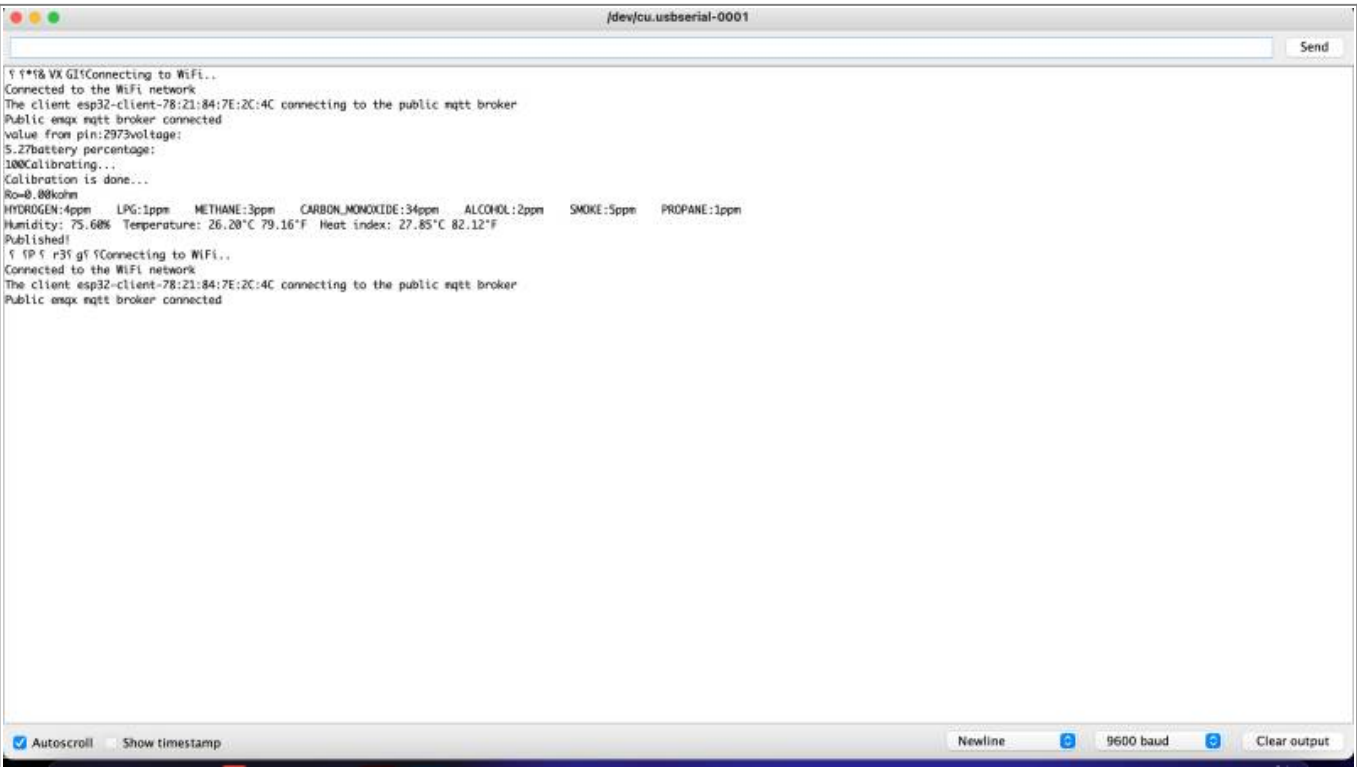 /dev/cu.usbserial-0001
Send
Connecting to WiFi..
Connected to the WiFi network
The client esp32-client-78:21:84:7E:2C:4C connecting to the public mqtt broker
Public emqx mqtt broker connected
value from pin:2973voltage:
5.27battery percentage:
100Calibrating...
Calibration is done...
Ro=0.00kohm
HYDROGEN:4ppm LPG:1ppm METHANE:3ppm CARBON_MONOXIDE:34ppm ALCOHOL:2ppm SMOKE:5ppm PROPANE:1ppm
Humidity: 75.60% Temperature: 26.20°C 79.16°F Heat index: 27.85°C 82.12°F
Published!
Connecting to WiFi..
Connected to the WiFi network
The client esp32-client-78:21:84:7E:2C:4C connecting to the public mqtt broker
Public emqx mqtt broker connected
Autoscroll Show timestamp Newline 9600 baud Clear output